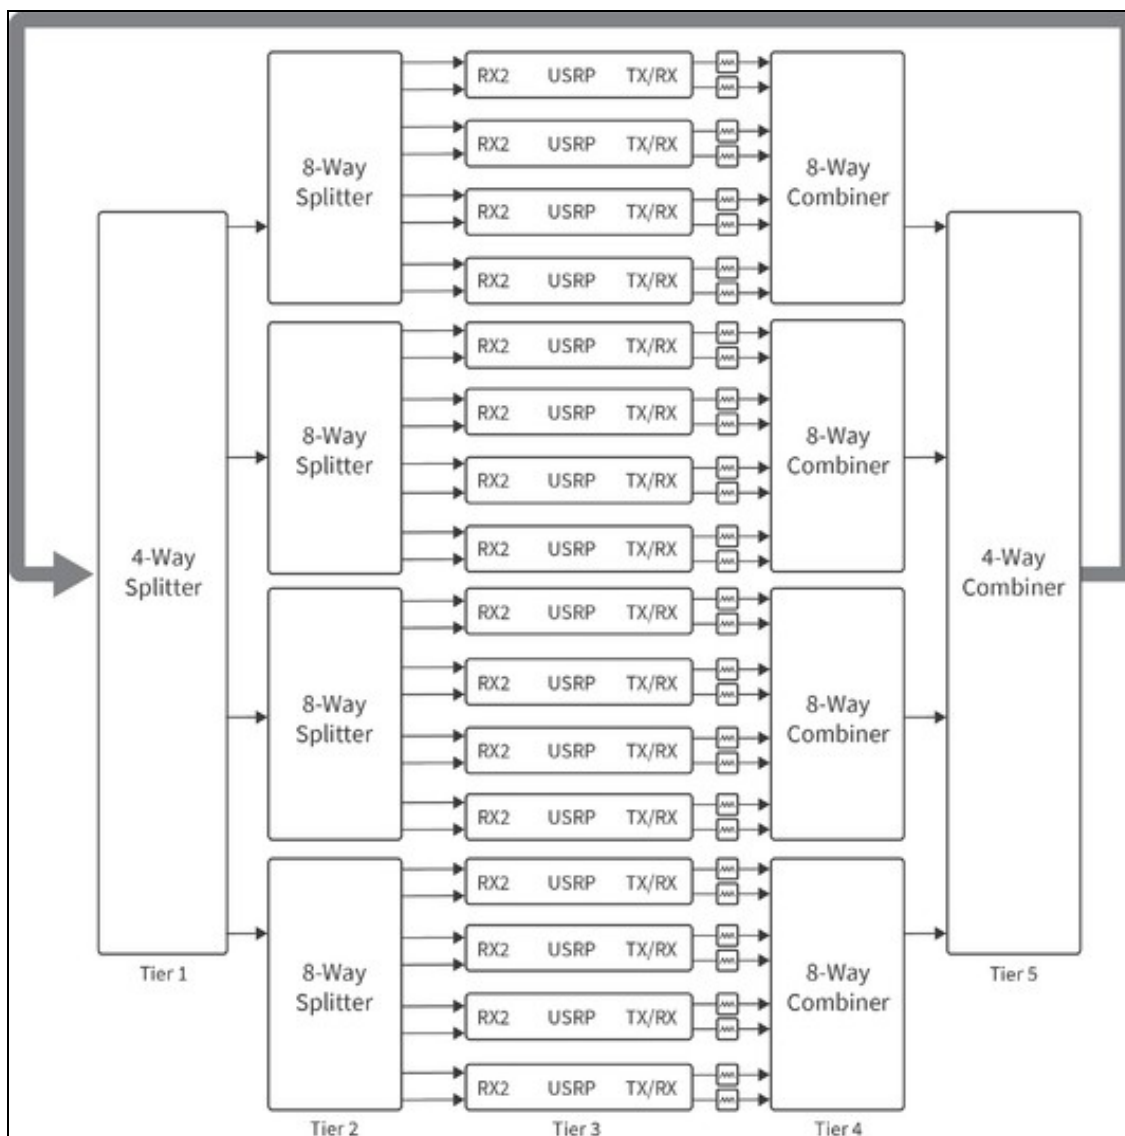 RX2 USRP TX/RX
RX2 USRP TX/RX
8-Way
Splitter
8-Way
Combiner
RX2 USRP TX/RX
RX2 USRP TX/RX
RX2 USRP TX/RX
RX2 USRP TX/RX
8-Way
Splitter
8-Way
Combiner
RX2 USRP TX/RX
RX2 USRP TX/RX
4-Way
Splitter
4-Way
Combiner
RX2 USRP TX/RX
RX2 USRP TX/RX
8-Way
Splitter
8-Way
Combiner
RX2 USRP TX/RX
RX2 USRP TX/RX
RX2 USRP TX/RX
RX2 USRP TX/RX
8-Way
Splitter
8-Way
Combiner
RX2 USRP TX/RX
RX2 USRP TX/RX
Tier 1
Tier 2
Tier 3
Tier 4
Tier 5